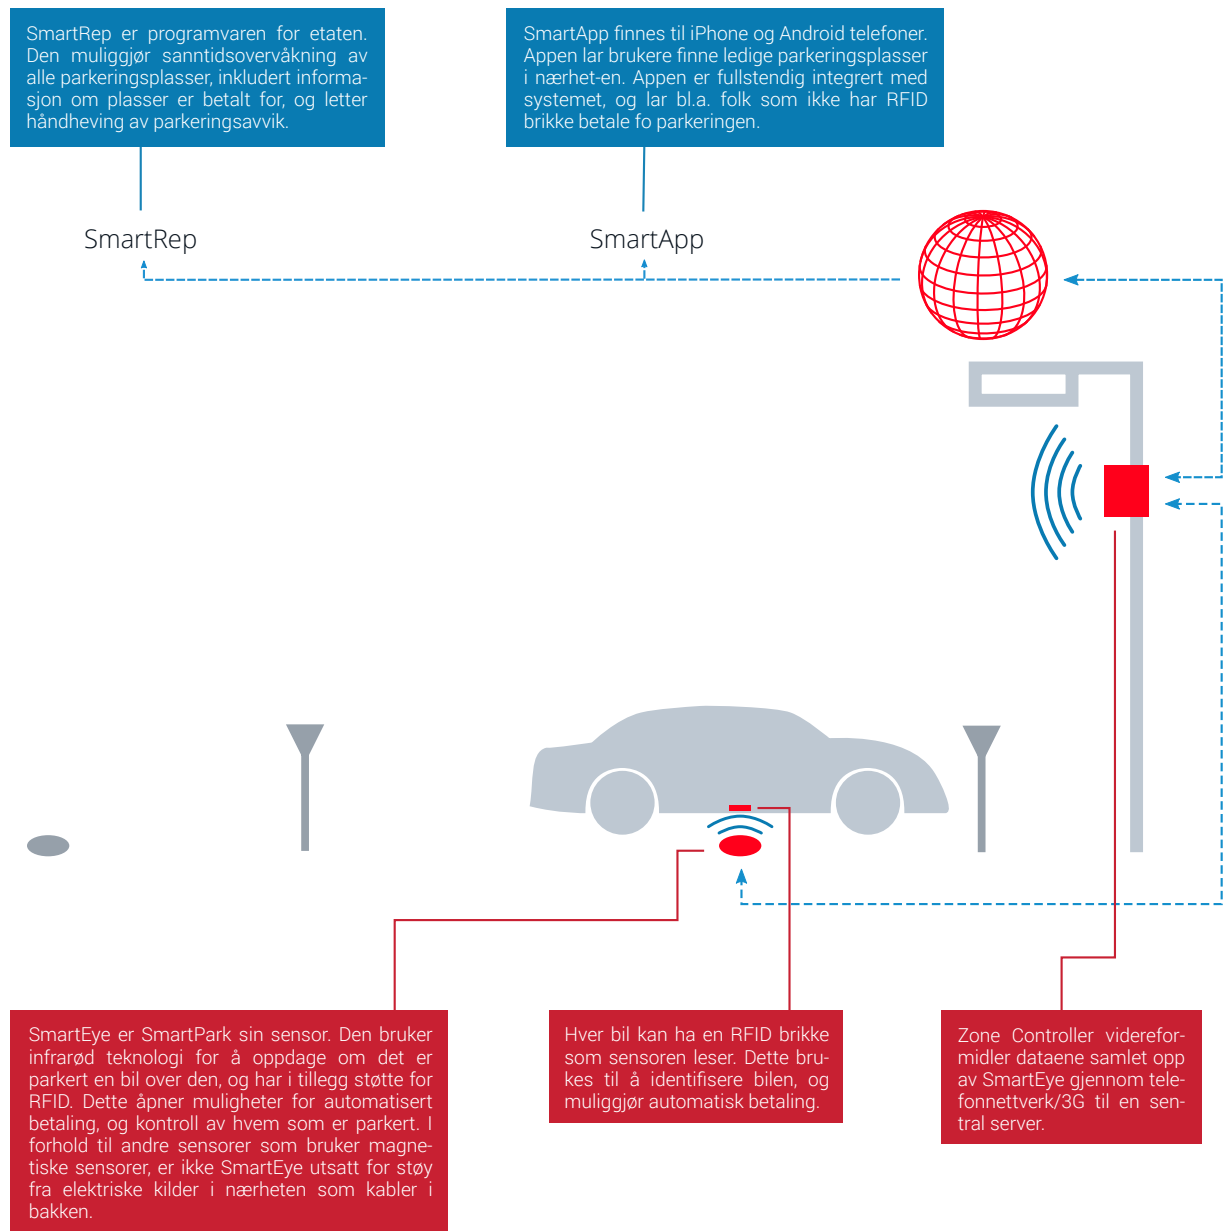 SmartRep er programvaren for etaten.
Den muliggjør sanntidsovervåkning av
alle parkeringsplasser, inkludert informa-
sjon om plasser er betalt for, og letter
håndheving av parkeringsavvik.
SmartApp finnes til iPhone og Android telefoner.
Appen lar brukere finne ledige parkeringsplasser
i nærhet-en. Appen er fullstendig integrert med
systemet, og lar bl.a. folk som ikke har RFID
brikke betale fo parkeringen.
SmartRep
SmartApp
SmartEye er SmartPark sin sensor. Den bruker
infrarød teknologi for å oppdage om det er
parkert en bil over den, og har i tillegg støtte for
RFID. Dette åpner muligheter for automatisert
betaling, og kontroll av hvem som er parkert. I
forhold til andre sensorer som bruker magne-
tiske sensorer, er ikke SmartEye utsatt for støy
fra elektriske kilder i nærheten som kabler i
bakken.
Hver bil kan ha en RFID brikke
som sensoren leser. Dette bru-
kes til å identifisere bilen, og
muliggjør automatisk betaling.
Zone Controller viderefor-
midler dataene samlet opp
av SmartEye gjennom tele-
fonnettverk/3G til en sen-
tral server.